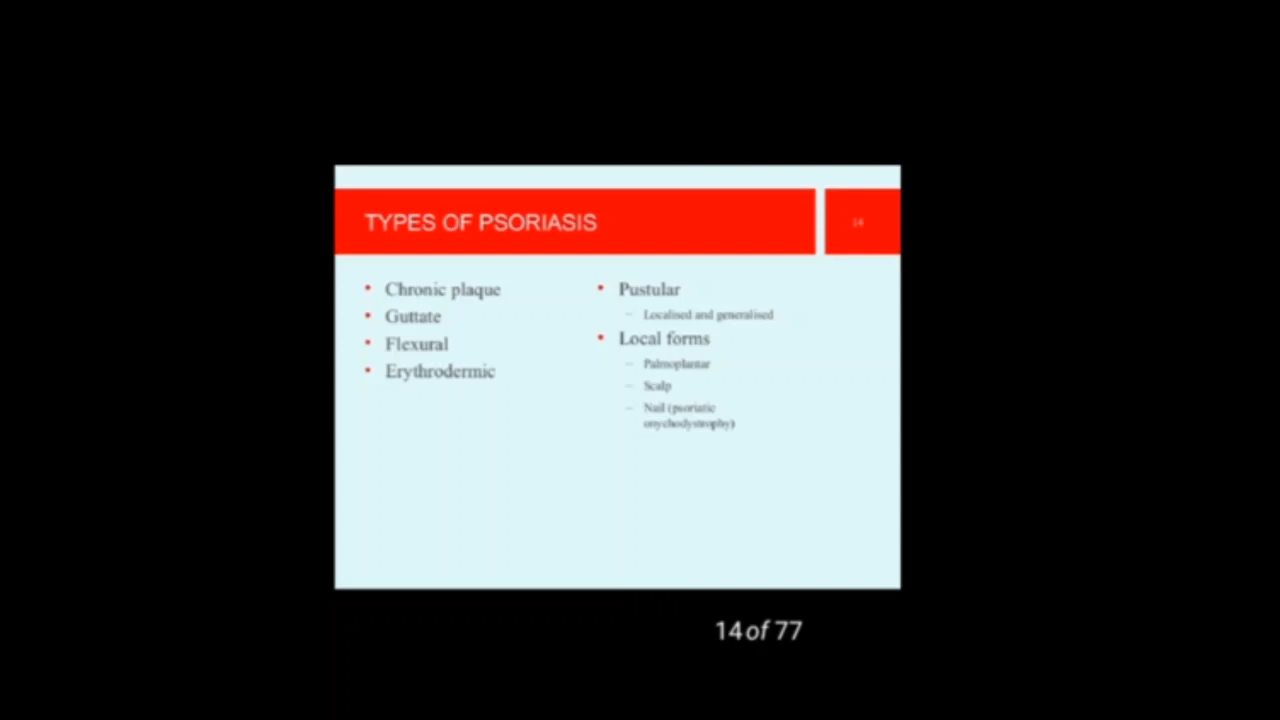 TYPES OF PSORIASIS
14
• Chronic plaque
• Guttate
• Flexural
• Erythrodermic
• Pustular
– Localised and generalised
• Local forms
– Palmoplantar
– Scalp
– Nail (psoriatic
onychodystrophy)
14 of 77